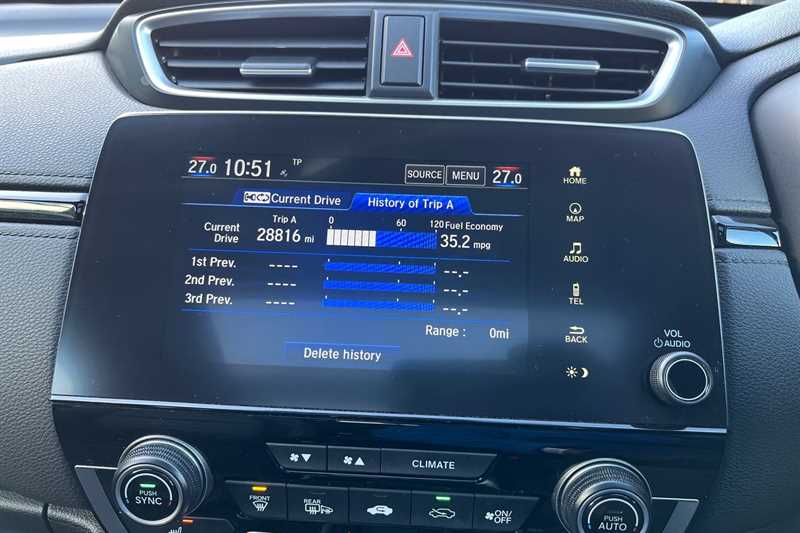 27.0 10:51 TP SOURCE MENU 27.0
HOME
Current Drive History of Trip A
Current Drive
Trip A
28816 mi
0 60 120
Fuel Economy
35.2 mpg
MAP
1st Prev. ---- --.-
2nd Prev. ---- --.-
3rd Prev. ---- --.-
AUDIO
TEL
Range : 0mi
BACK
Delete history
VOL
AUDIO
CLIMATE
PUSH
SYNC
FRONT
REAR
ON/
OFF
PUSH
AUTO